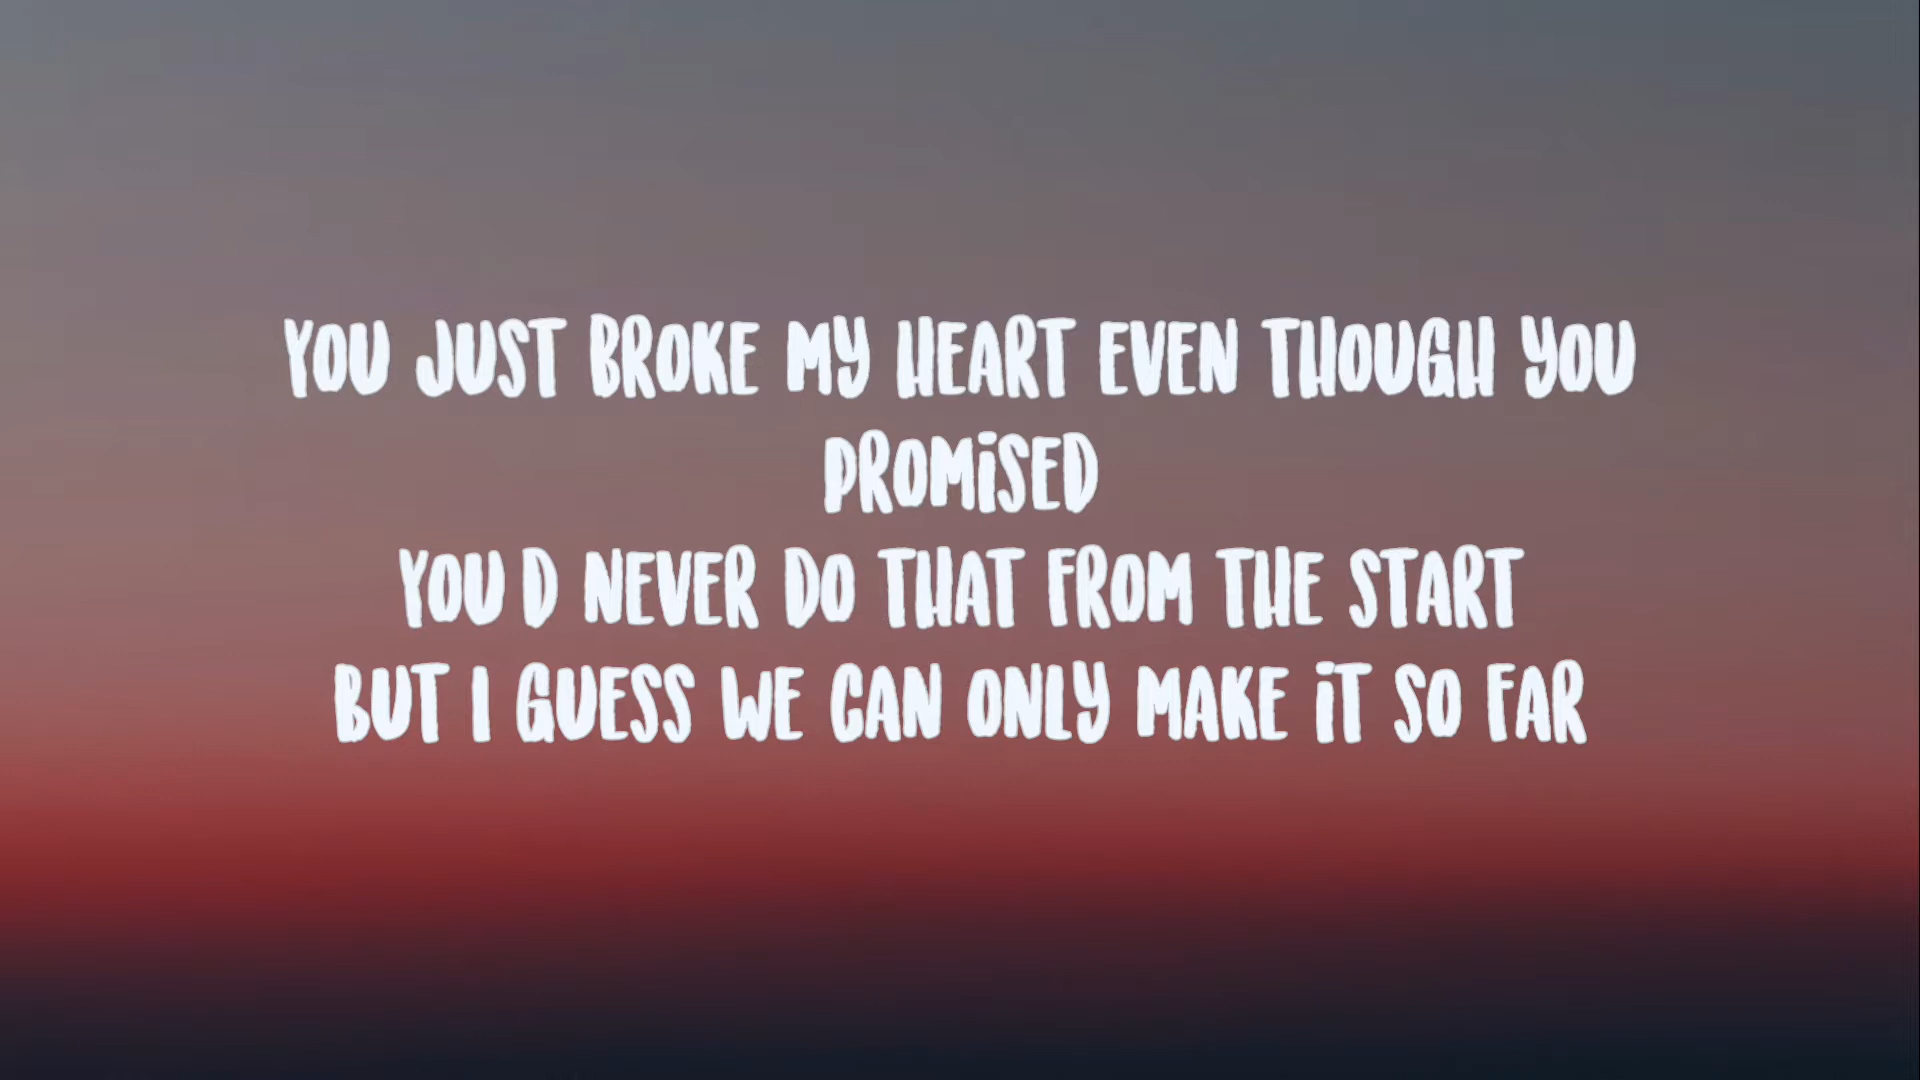 YOU JUST BROKE MY HEART EVEN THOUGH YOU
PROMiSED
YOU D NEVER DO THAT FROM THE START
BUT I GUESS WE CAN ONLY MAKE iT SO FAR